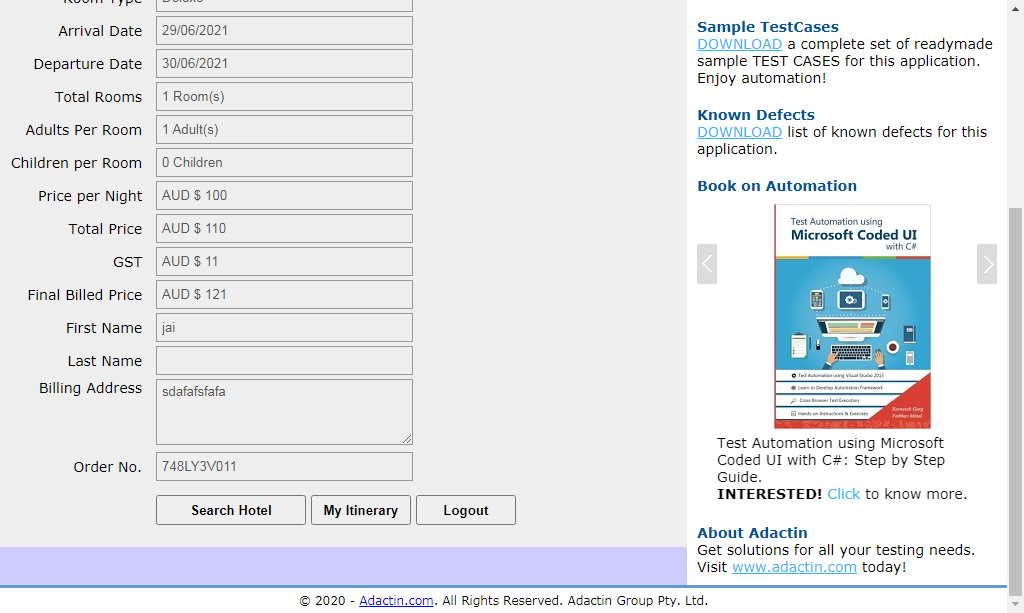 Room Type Deluxe
Arrival Date 29/06/2021
Departure Date 30/06/2021
Total Rooms 1 Room(s)
Adults Per Room 1 Adult(s)
Children per Room 0 Children
Price per Night AUD $ 100
Total Price AUD $ 110
GST AUD $ 11
Final Billed Price AUD $ 121
First Name jai
Last Name
Billing Address sdafafsfafa
Order No. 748LY3V011
Search Hotel My Itinerary Logout
Sample TestCases
DOWNLOAD a complete set of readymade
sample TEST CASES for this application.
Enjoy automation!
Known Defects
DOWNLOAD list of known defects for this
application.
Book on Automation
Test Automation using
Microsoft Coded UI
with C#
Test Automation using Visual Studio 2015
Learn to Develop Automation Framework
Cross Browser Test Execution
Hands-on Instructions & Exercises
Navneesh Garg
Vaibhav Mittal
Test Automation using Microsoft
Coded UI with C#: Step by Step
Guide.
INTERESTED! Click to know more.
About Adactin
Get solutions for all your testing needs.
Visit www.adactin.com today!
© 2020 - Adactin.com. All Rights Reserved. Adactin Group Pty. Ltd.